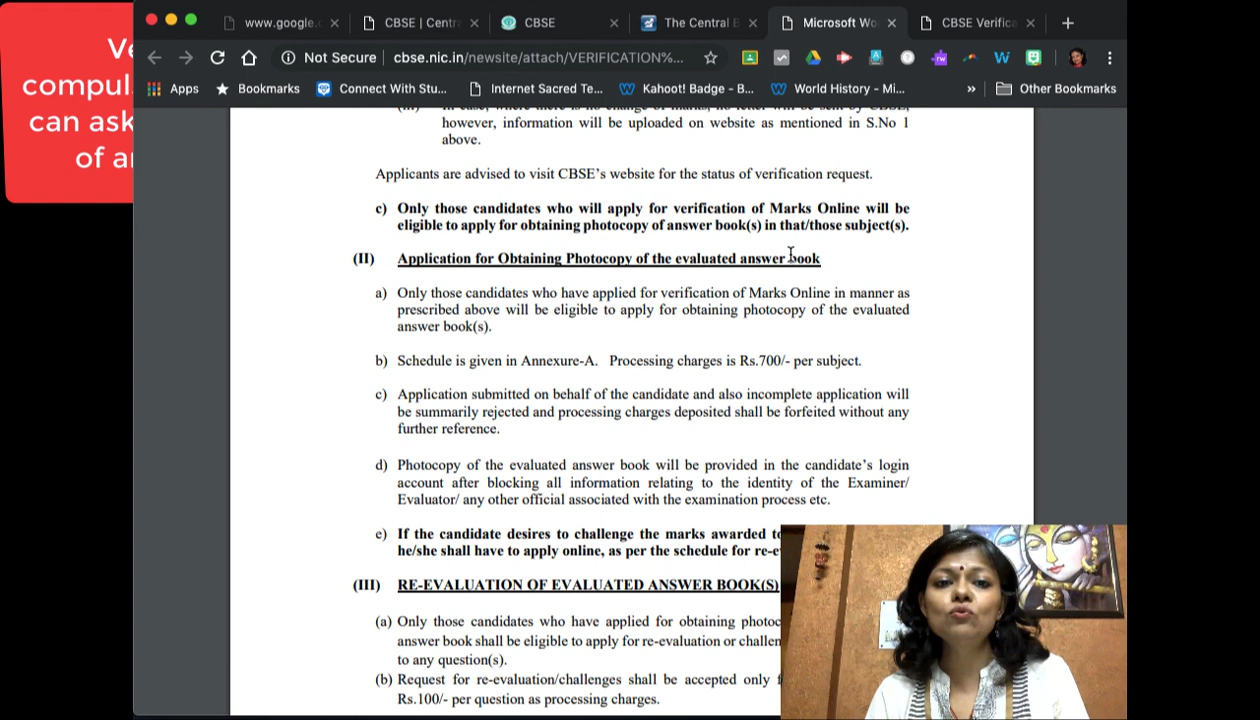 Ve
compul
can ask
of a
www.google.c
CBSE | Centr
CBSE
The Central E
Microsoft Wo
CBSE Verifica
Not Secure
cbse.nic.in/newsite/attach/VERIFICATION%...
Apps
Bookmarks
Connect With Stu...
Internet Sacred Te...
Kahoot! Badge - B...
World History - Mi...
»
Other Bookmarks
however, information will be uploaded on website as mentioned in S.No 1
above.
Applicants are advised to visit CBSE's website for the status of verification request.
c) Only those candidates who will apply for verification of Marks Online will be
eligible to apply for obtaining photocopy of answer book(s) in that/those subject(s).
(II) Application for Obtaining Photocopy of the evaluated answer book
a) Only those candidates who have applied for verification of Marks Online in manner as
prescribed above will be eligible to apply for obtaining photocopy of the evaluated
answer book(s).
b) Schedule is given in Annexure-A. Processing charges is Rs.700/- per subject.
c) Application submitted on behalf of the candidate and also incomplete application will
be summarily rejected and processing charges deposited shall be forfeited without any
further reference.
d) Photocopy of the evaluated answer book will be provided in the candidate's login
account after blocking all information relating to the identity of the Examiner/
Evaluator/ any other official associated with the examination process etc.
e) If the candidate desires to challenge the marks awarded to
he/she shall have to apply online, as per the schedule for re-e
(III) RE-EVALUATION OF EVALUATED ANSWER BOOK(S)
(a) Only those candidates who have applied for obtaining photoc
answer book shall be eligible to apply for re-evaluation or challen
to any question(s).
(b) Request for re-evaluation/challenges shall be accepted only
Rs.100/- per question as processing charges.